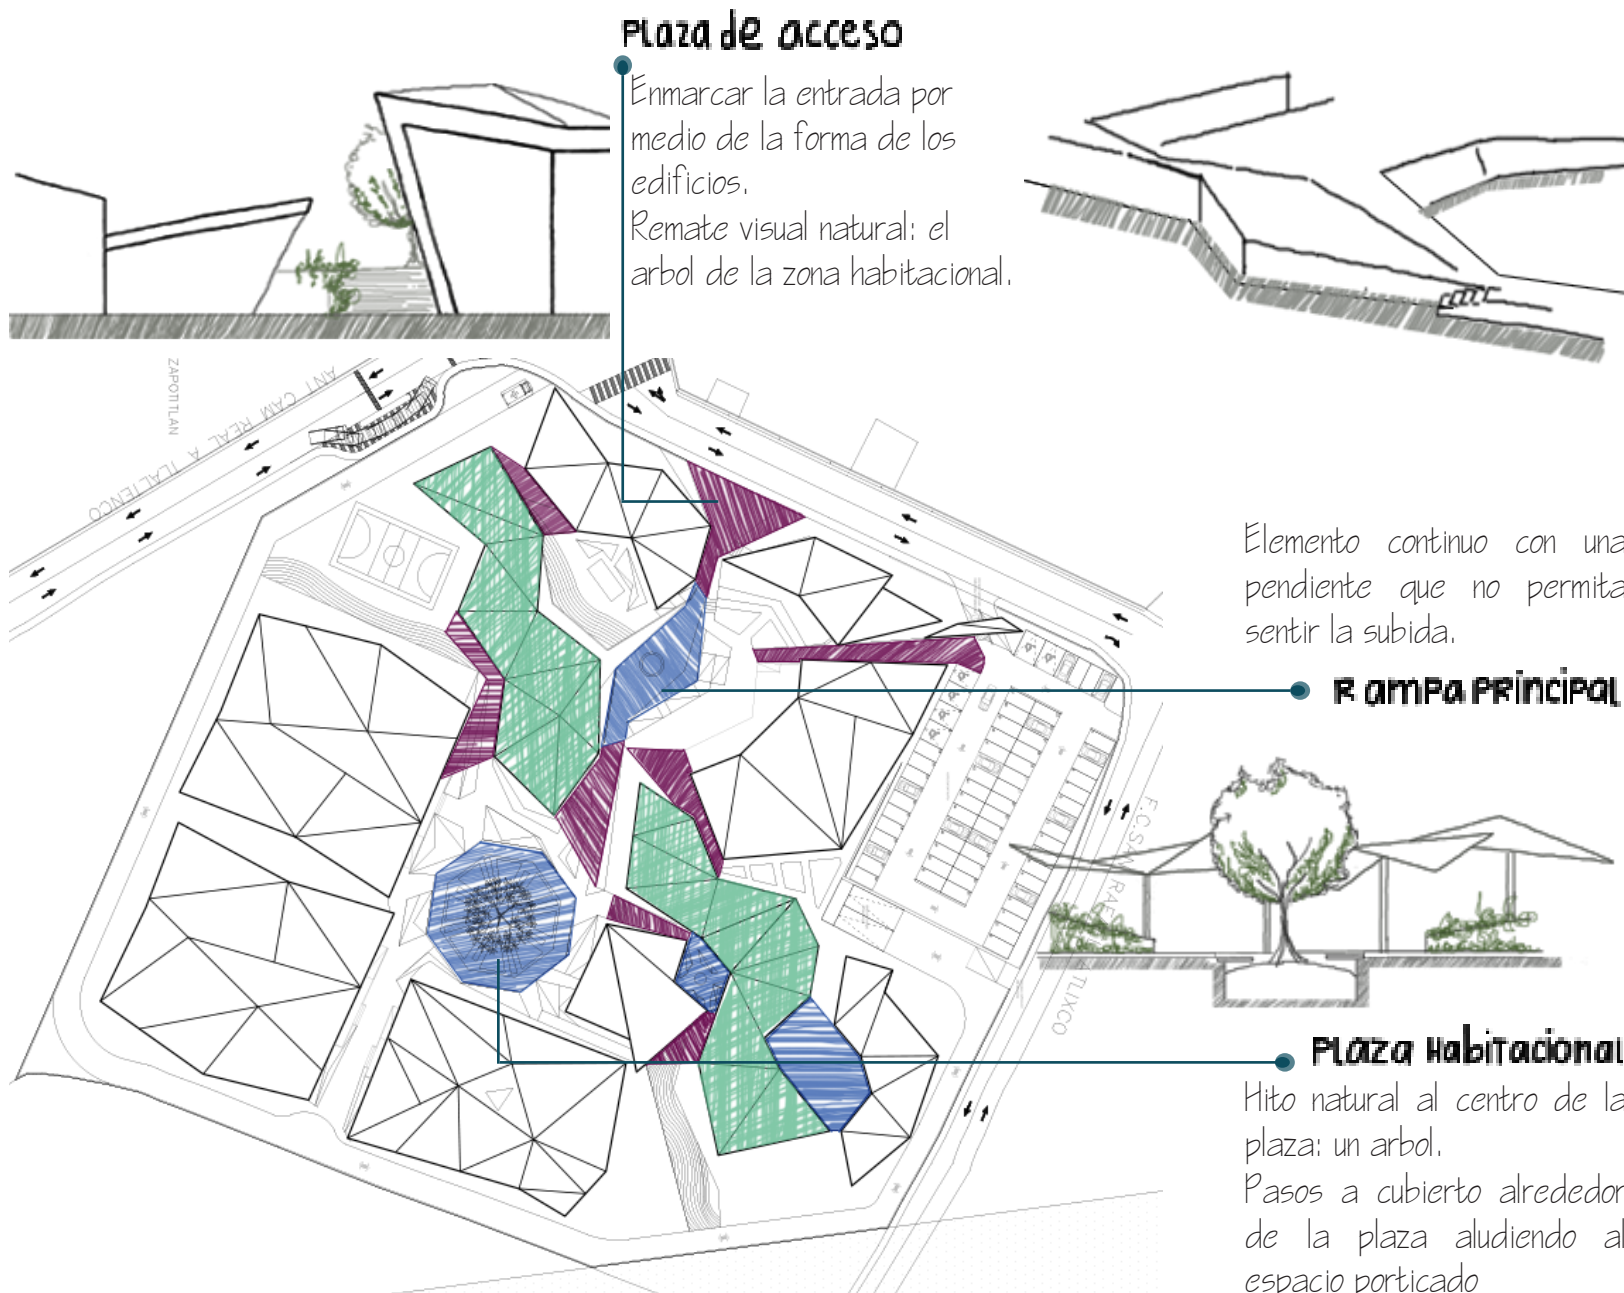 Plaza de acceso
Enmarcar la entrada por
medio de la forma de los
edificios.
Remate visual natural: el
arbol de la zona habitacional.
ZAPOTITLAN
ANT CAM REAL A TLALTENCO
Elemento continuo con una
pendiente que no permita
sentir la subida.
Rampa Principal
TLIXCO
Plaza Habitacional
Hito natural al centro de la
plaza: un arbol.
Pasos a cubierto alrededor
de la plaza aludiendo al
espacio porticado